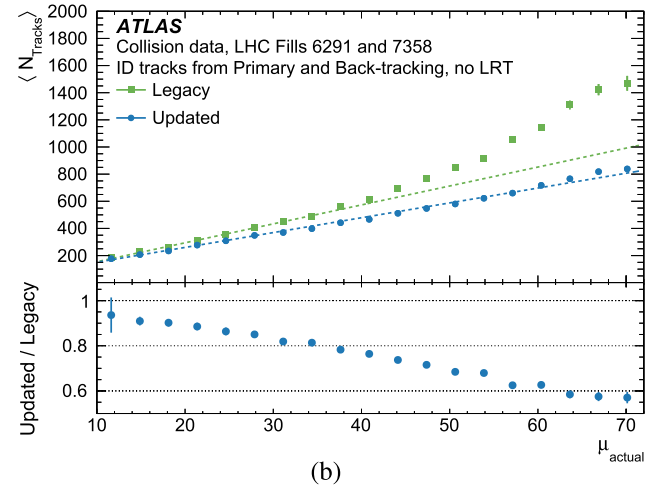 2000
1800
1600
1400
1200
1000
800
600
400
200
⟨ N_Tracks ⟩
ATLAS
Collision data, LHC Fills 6291 and 7358
ID tracks from Primary and Back-tracking, no LRT
Legacy
Updated
1
0.8
0.6
Updated / Legacy
10 20 30 40 50 60 70
μ_actual
(b)